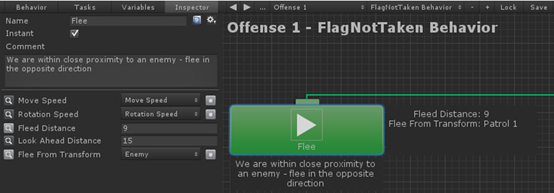 Behavior Tasks Variables Inspector
... Offense 1 FlagNotTaken Behavior - + Lock Save
Name Flee
Instant
Comment
We are within close proximity to an enemy - flee in
the opposite direction
Move Speed Move Speed
Rotation Speed Rotation Speed
Fleed Distance 9
Look Ahead Distance 15
Flee From Transform Enemy
Offense 1 - FlagNotTaken Behavior
Flee
We are within close proximity to
an enemy - flee in the opposite
direction
Fleed Distance: 9
Flee From Transform: Patrol 1